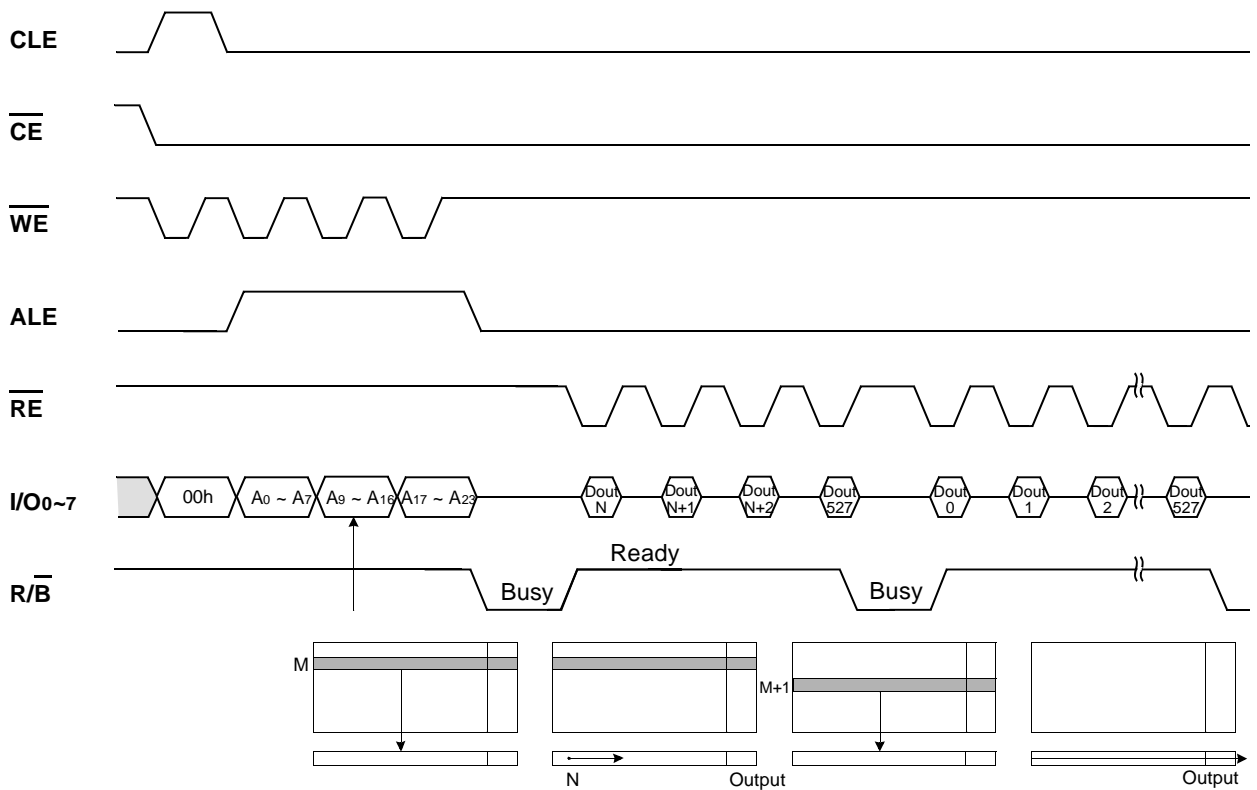 CLE
CE
WE
ALE
RE
I/O0~7 00h A0 ~ A7 A9 ~ A16 A17 ~ A23 Dout N Dout N+1 Dout N+2 Dout 527 Dout 0 Dout 1 Dout 2 Dout 527
Ready
R/B Busy Busy
M
M+1
N Output Output